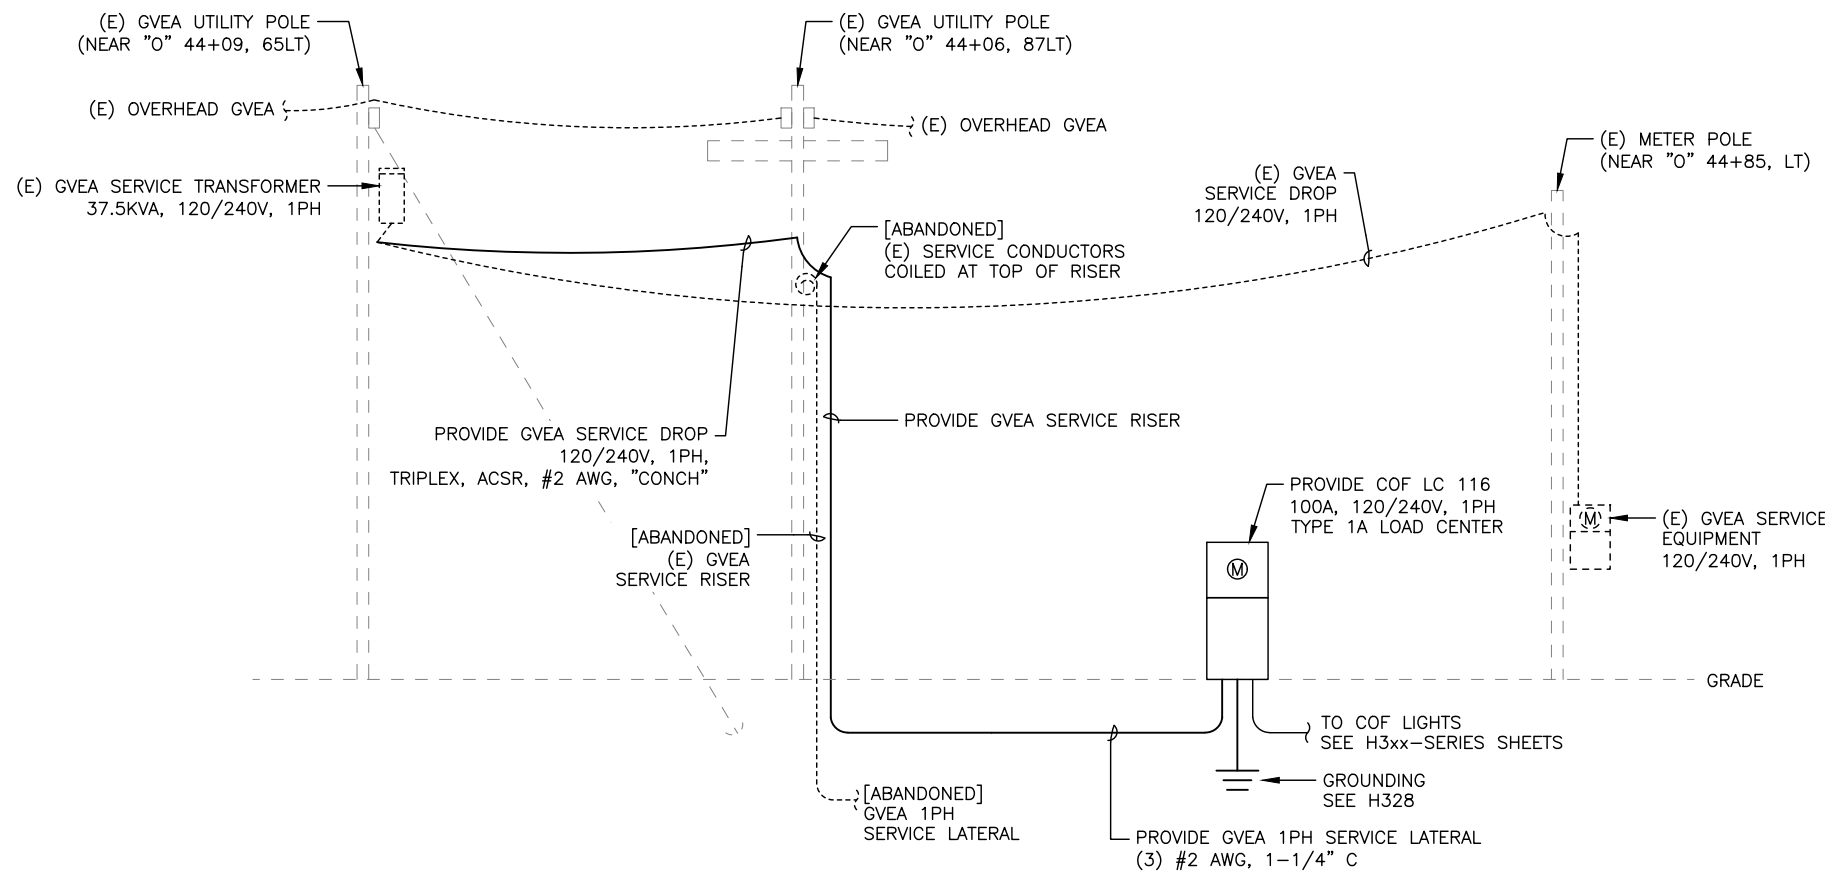 (E) GVEA UTILITY POLE
(NEAR "O" 44+09, 65LT)
(E) GVEA UTILITY POLE
(NEAR "O" 44+06, 87LT)
(E) OVERHEAD GVEA
(E) OVERHEAD GVEA
(E) METER POLE
(NEAR "O" 44+85, LT)
(E) GVEA SERVICE TRANSFORMER
37.5KVA, 120/240V, 1PH
(E) GVEA
SERVICE DROP
120/240V, 1PH
[ABANDONED]
(E) SERVICE CONDUCTORS
COILED AT TOP OF RISER
PROVIDE GVEA SERVICE RISER
PROVIDE GVEA SERVICE DROP
120/240V, 1PH,
TRIPLEX, ACSR, #2 AWG, "CONCH"
PROVIDE COF LC 116
100A, 120/240V, 1PH
TYPE 1A LOAD CENTER
[ABANDONED]
(E) GVEA
SERVICE RISER
M
M
(E) GVEA SERVICE
EQUIPMENT
120/240V, 1PH
GRADE
TO COF LIGHTS
SEE H3xx-SERIES SHEETS
GROUNDING
SEE H328
[ABANDONED]
GVEA 1PH
SERVICE LATERAL
PROVIDE GVEA 1PH SERVICE LATERAL
(3) #2 AWG, 1-1/4" C